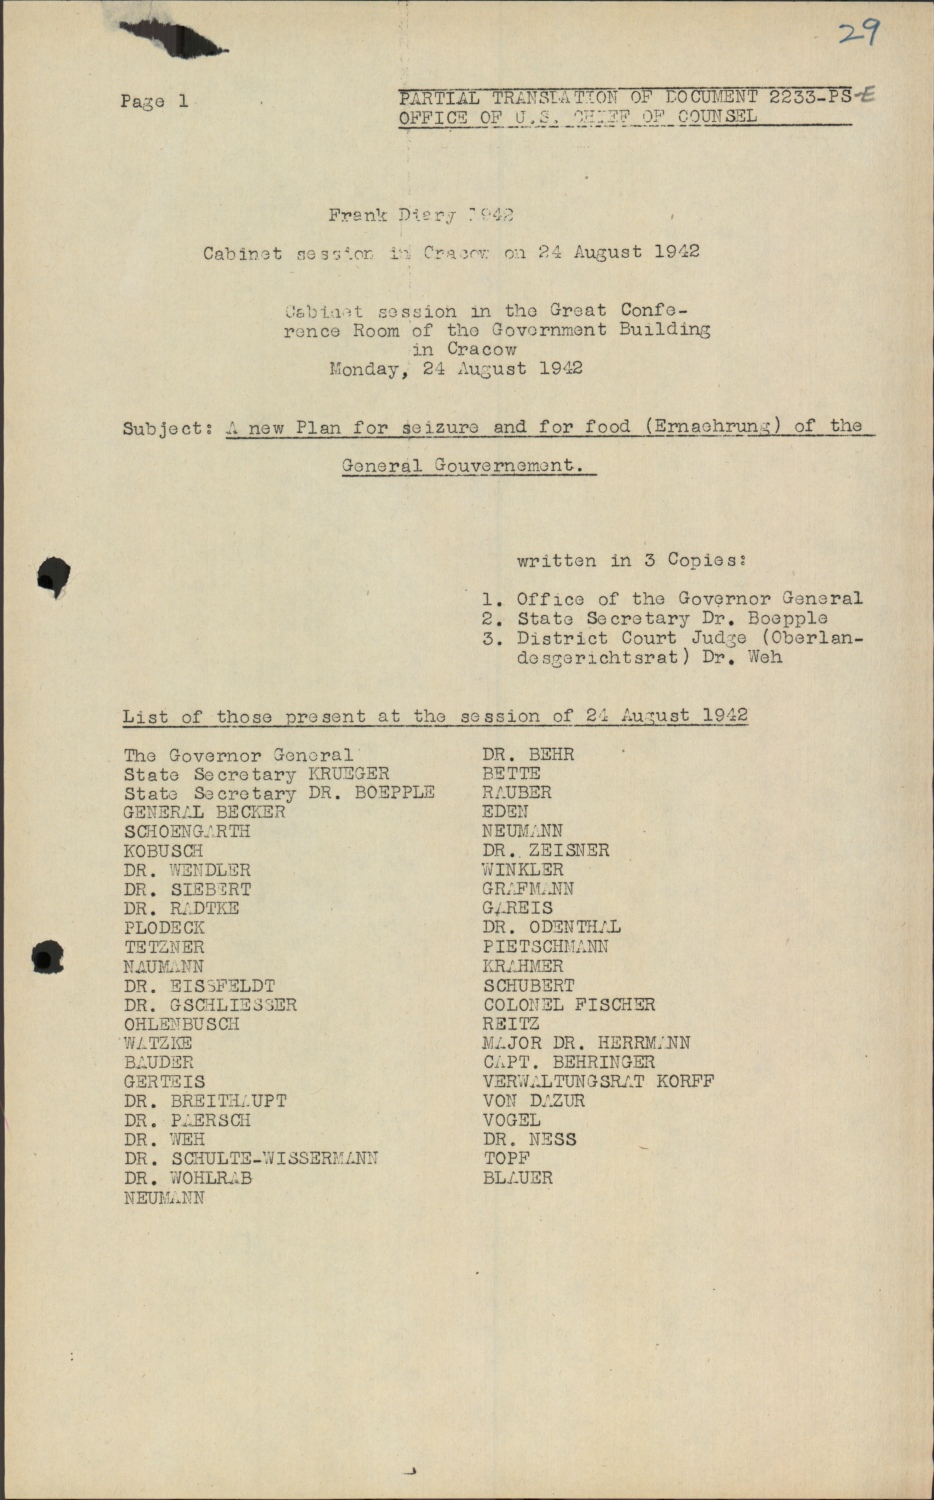 29
Page 1
PARTIAL TRANSLATION OF DOCUMENT 2233-PS-E
OFFICE OF U.S. CHIEF OF COUNSEL
Frank Diary 1942
Cabinet session in Cracow on 24 August 1942
Cabinet session in the Great Confe-
rence Room of the Government Building
in Cracow
Monday, 24 August 1942
Subject: A new Plan for seizure and for food (Ernaehrung) of the
General Gouvernement.
written in 3 Copies:
1. Office of the Governor General
2. State Secretary Dr. Boepple
3. District Court Judge (Oberlan-
desgerichtsrat) Dr. Weh
List of those present at the session of 24 August 1942
The Governor General
State Secretary KRUEGER
State Secretary DR. BOEPPLE
GENERAL BECKER
SCHOENGARTH
KOBUSCH
DR. WENDLER
DR. SIEBERT
DR. RADTKE
PLODECK
TETZNER
NAUMANN
DR. EISSFELDT
DR. GSCHLIESSER
OHLENBUSCH
WATZKE
BAUDER
GERTEIS
DR. BREITHAUPT
DR. PAERSCH
DR. WEH
DR. SCHULTE-WISSERMANN
DR. WOHLRAB
NEUMANN
DR. BEHR
BETTE
RAUBER
EDEN
NEUMANN
DR. ZEISNER
WINKLER
GRAFMANN
GAREIS
DR. ODENTHAL
PIETSCHMANN
KRAHMER
SCHUBERT
COLONEL FISCHER
REITZ
MAJOR DR. HERRMANN
CAPT. BEHRINGER
VERWALTUNGSRAT KORFF
VON DAZUR
VOGEL
DR. NESS
TOPF
BLAUER